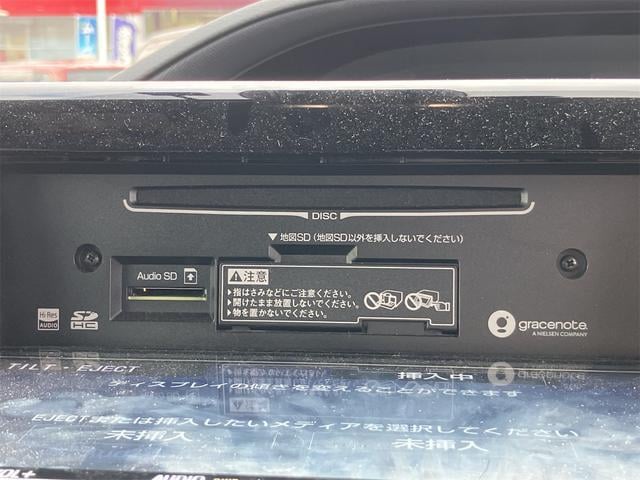 DISC
▼地図SD（地図SD以外を挿入しないでください）
Audio SD
⚠注意
▶指はさみなどにご注意ください。
▶開けたまま放置しないでください。
▶物を置かないでください。
Hi Res
AUDIO
SD
HC
gracenote.
A NIELSEN COMPANY
TILT・EJECT
挿入中
ディスプレイの傾きを変えることができます
EJECTまたは挿入したいメディアを選択してください
未挿入
未挿入
VOL+
AUDIO